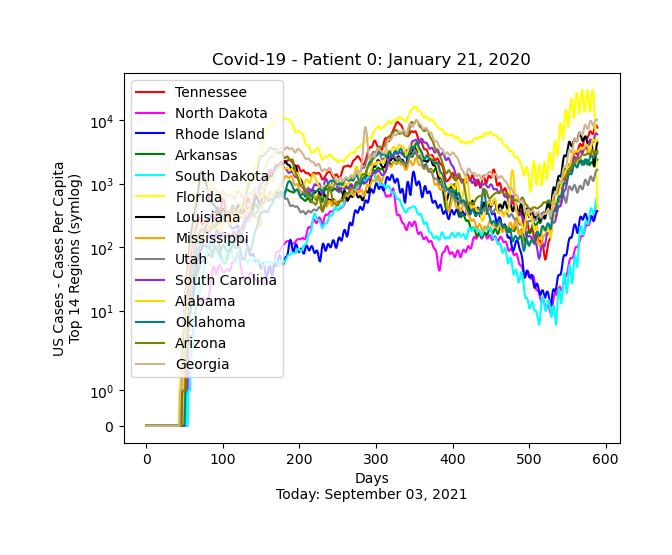 Covid-19 - Patient 0: January 21, 2020
US Cases - Cases Per Capita
Top 14 Regions (symlog)
10^4
10^3
10^2
10^1
10^0
0
Tennessee
North Dakota
Rhode Island
Arkansas
South Dakota
Florida
Louisiana
Mississippi
Utah
South Carolina
Alabama
Oklahoma
Arizona
Georgia
0 100 200 300 400 500 600
Days
Today: September 03, 2021